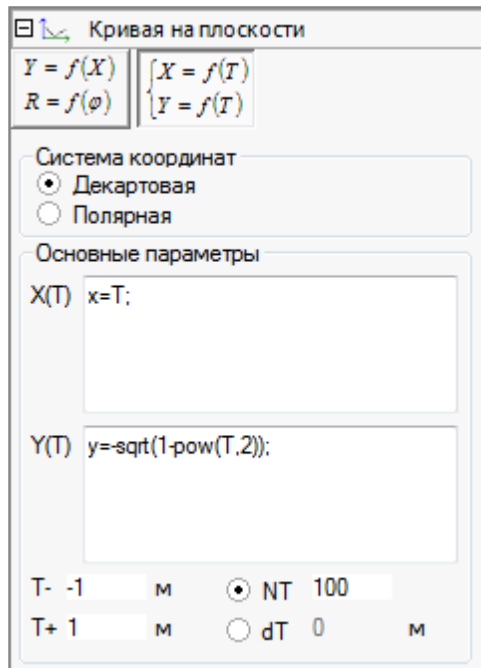 Кривая на плоскости
Y = f(X)
R = f(φ)
X = f(T)
Y = f(T)
Система координат
Декартовая
Полярная
Основные параметры
X(T) x=T;
Y(T) y=-sqrt(1-pow(T,2));
T- -1 м NT 100
T+ 1 м dT 0 м